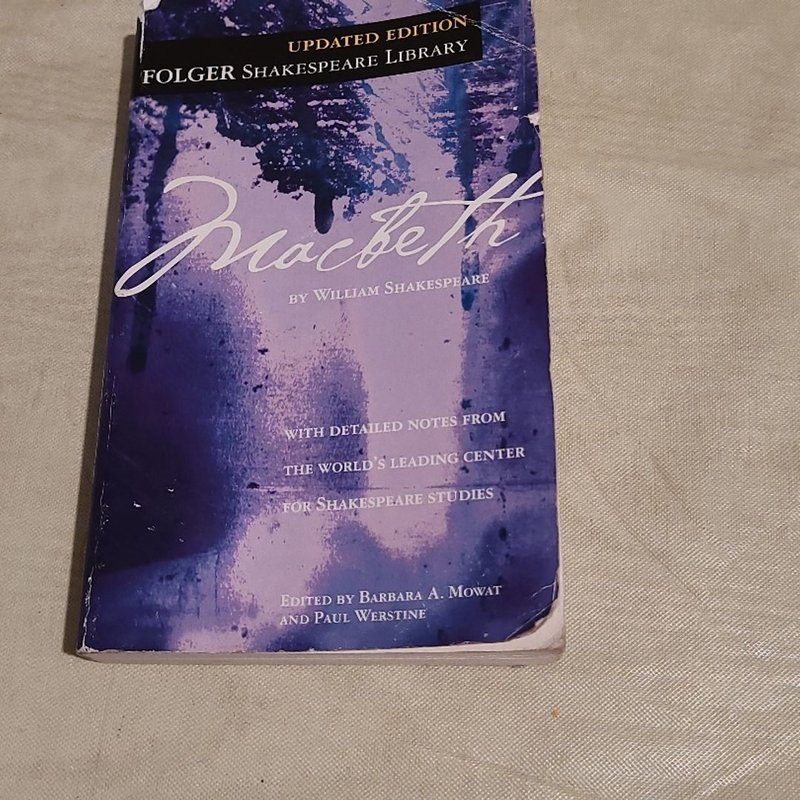 UPDATED EDITION
FOLGER SHAKESPEARE LIBRARY
Macbeth
BY WILLIAM SHAKESPEARE
WITH DETAILED NOTES FROM
THE WORLD'S LEADING CENTER
FOR SHAKESPEARE STUDIES
EDITED BY BARBARA A. MOWAT
AND PAUL WERSTINE